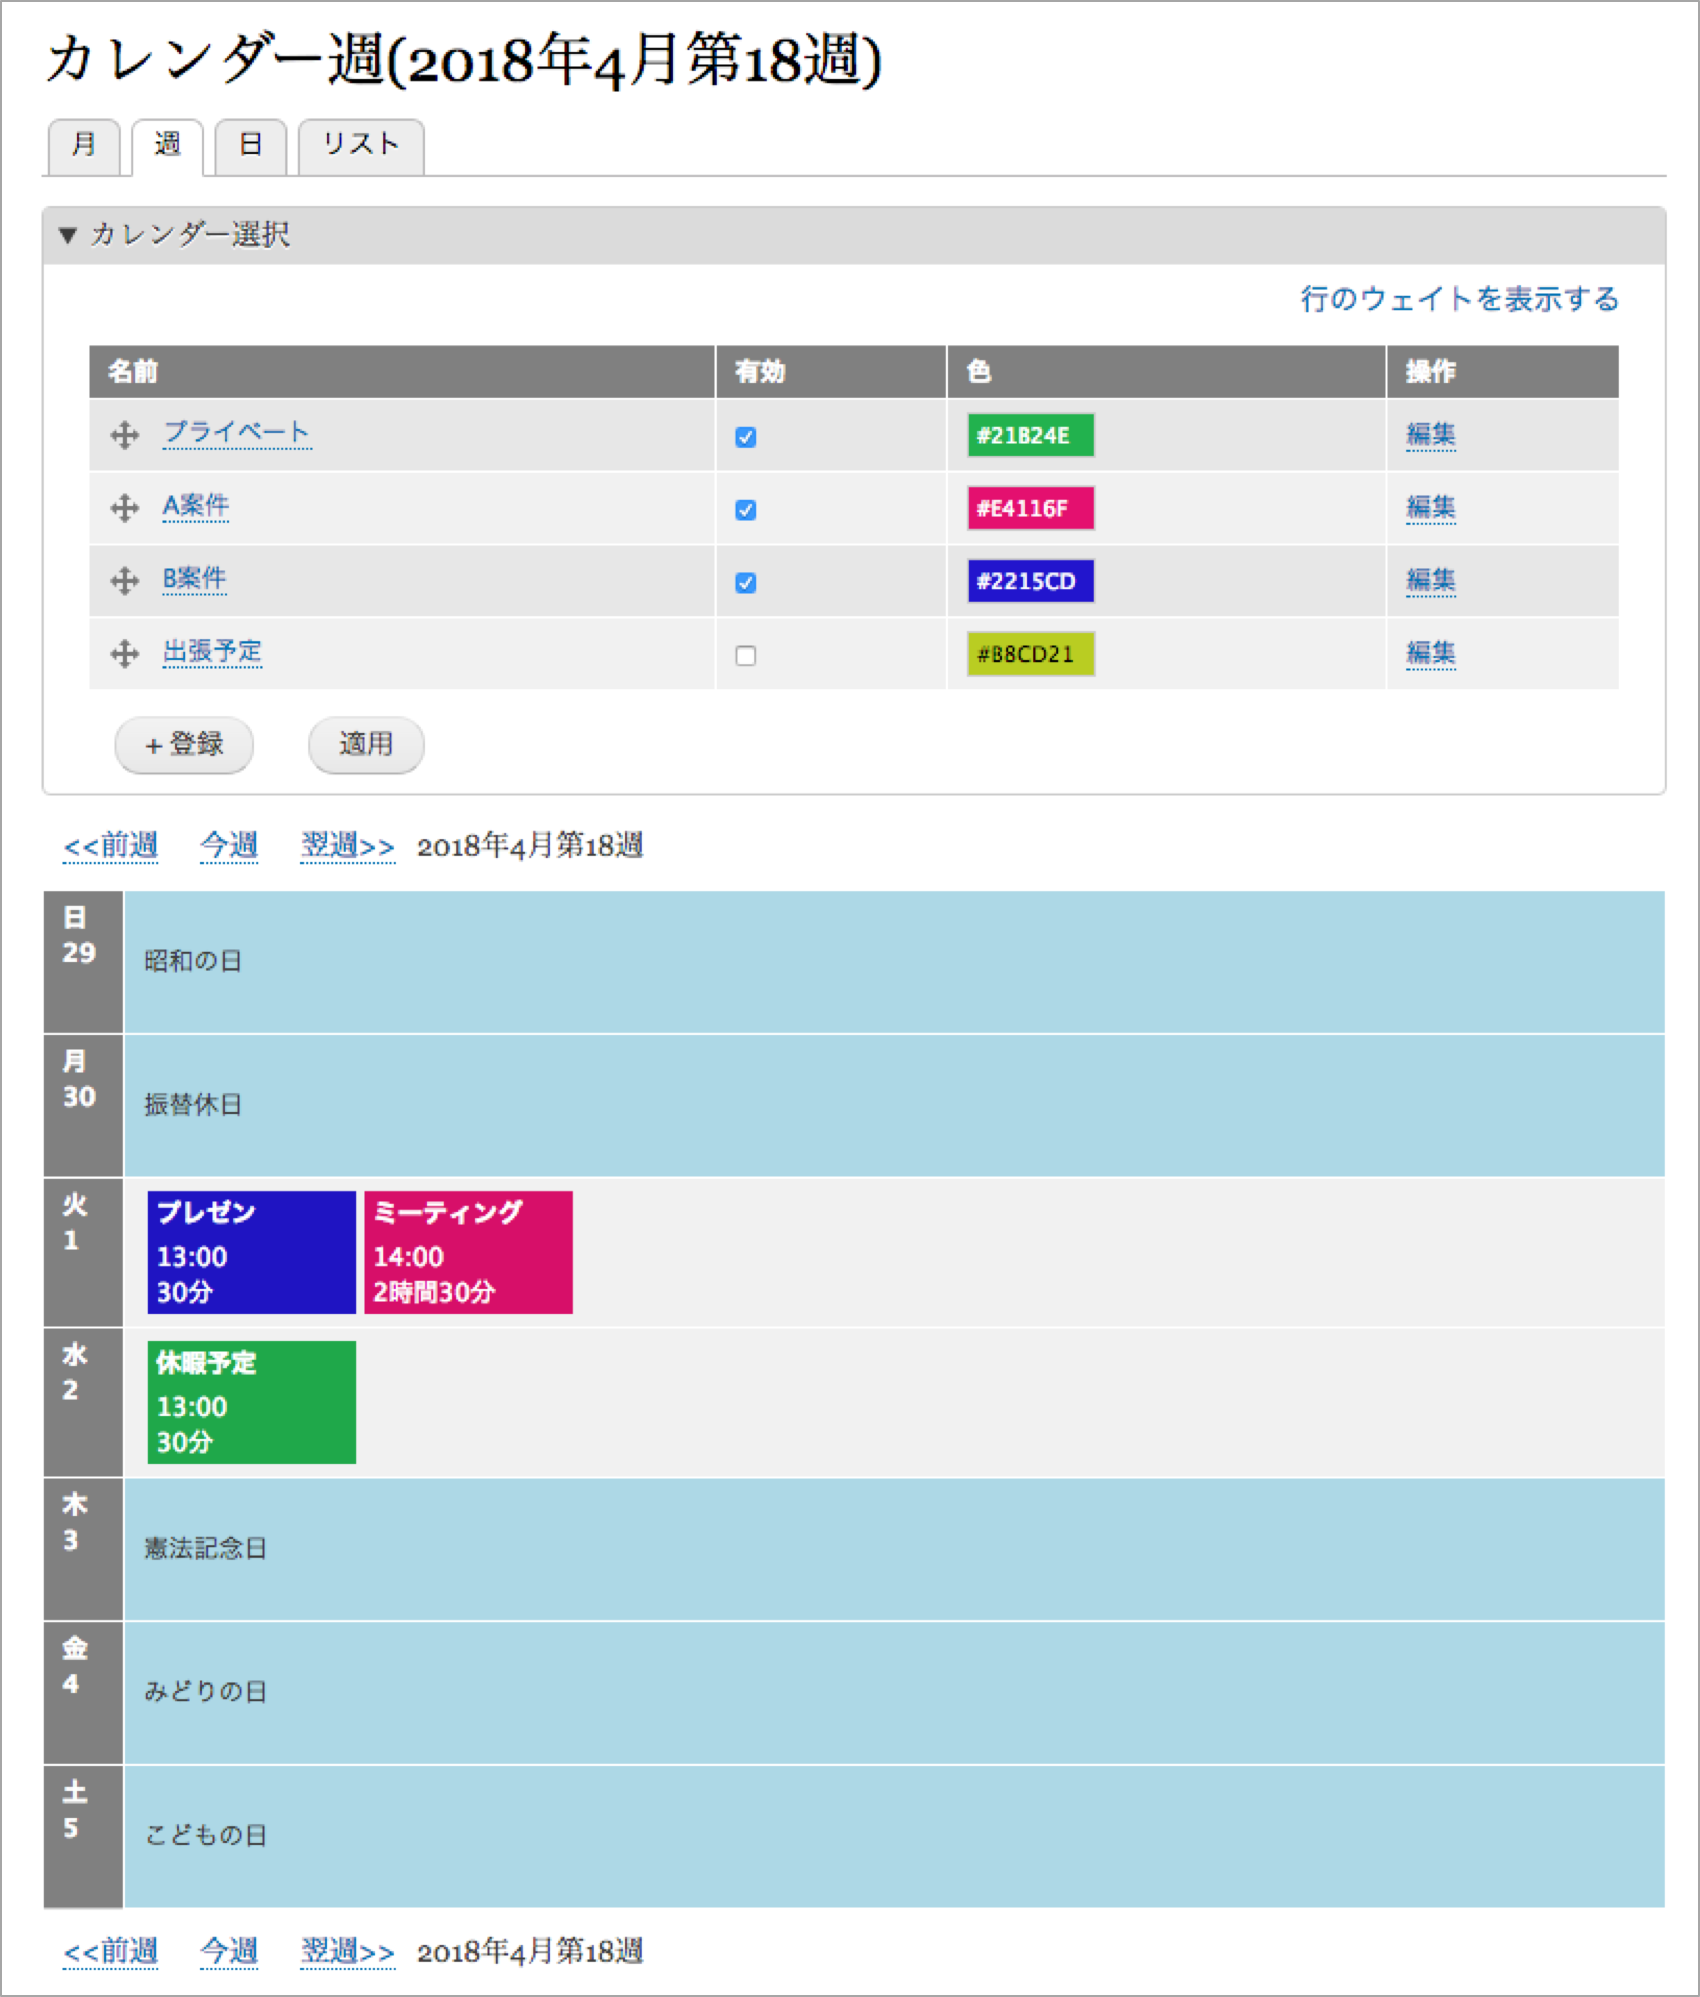 カレンダー週(2018年4月第18週)
月 週 日 リスト
▼ カレンダー選択
行のウェイトを表示する
名前 有効 色 操作
プライベート #21B24E 編集
A案件 #E4116F 編集
B案件 #2215CD 編集
出張予定 #B8CD21 編集
+ 登録 適用
<<前週 今週 翌週>> 2018年4月第18週
日
29
昭和の日
月
30
振替休日
火
1
プレゼン
13:00
30分
ミーティング
14:00
2時間30分
水
2
休暇予定
13:00
30分
木
3
憲法記念日
金
4
みどりの日
土
5
こどもの日
<<前週 今週 翌週>> 2018年4月第18週